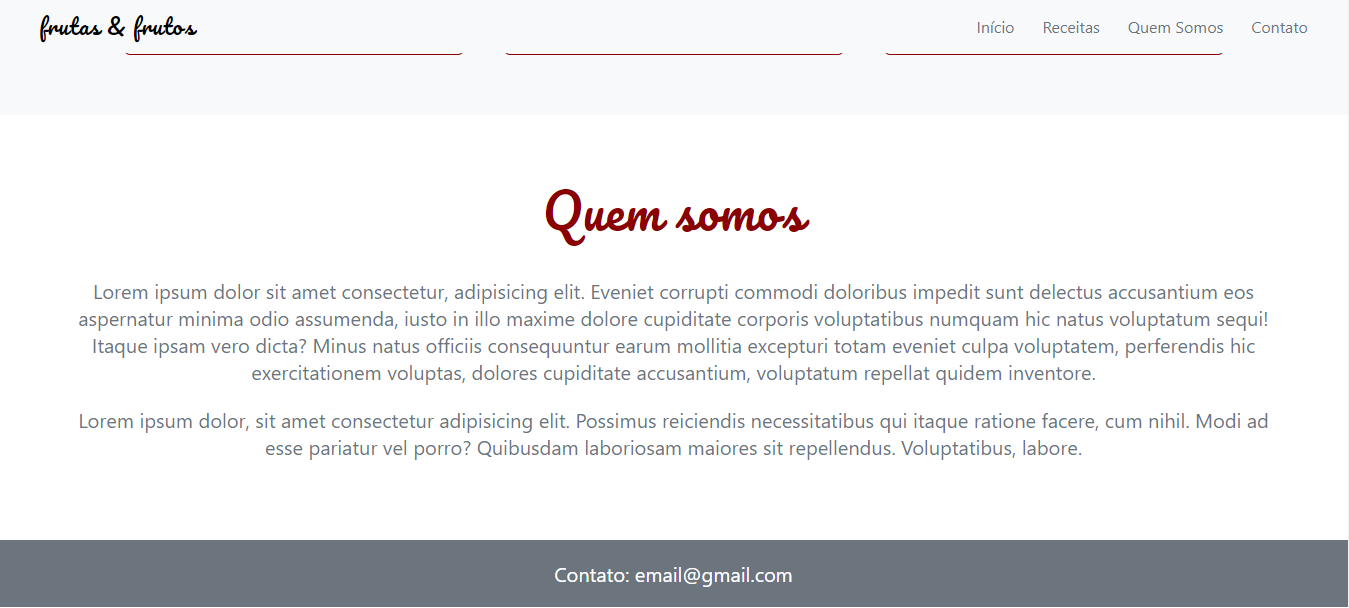 frutas & frutos
Início Receitas Quem Somos Contato
Quem somos
Lorem ipsum dolor sit amet consectetur, adipisicing elit. Eveniet corrupti commodi doloribus impedit sunt delectus accusantium eos
aspernatur minima odio assumenda, iusto in illo maxime dolore cupiditate corporis voluptatibus numquam hic natus voluptatum sequi!
Itaque ipsam vero dicta? Minus natus officiis consequuntur earum mollitia excepturi totam eveniet culpa voluptatem, perferendis hic
exercitationem voluptas, dolores cupiditate accusantium, voluptatum repellat quidem inventore.
Lorem ipsum dolor, sit amet consectetur adipisicing elit. Possimus reiciendis necessitatibus qui itaque ratione facere, cum nihil. Modi ad
esse pariatur vel porro? Quibusdam laboriosam maiores sit repellendus. Voluptatibus, labore.
Contato: email@gmail.com